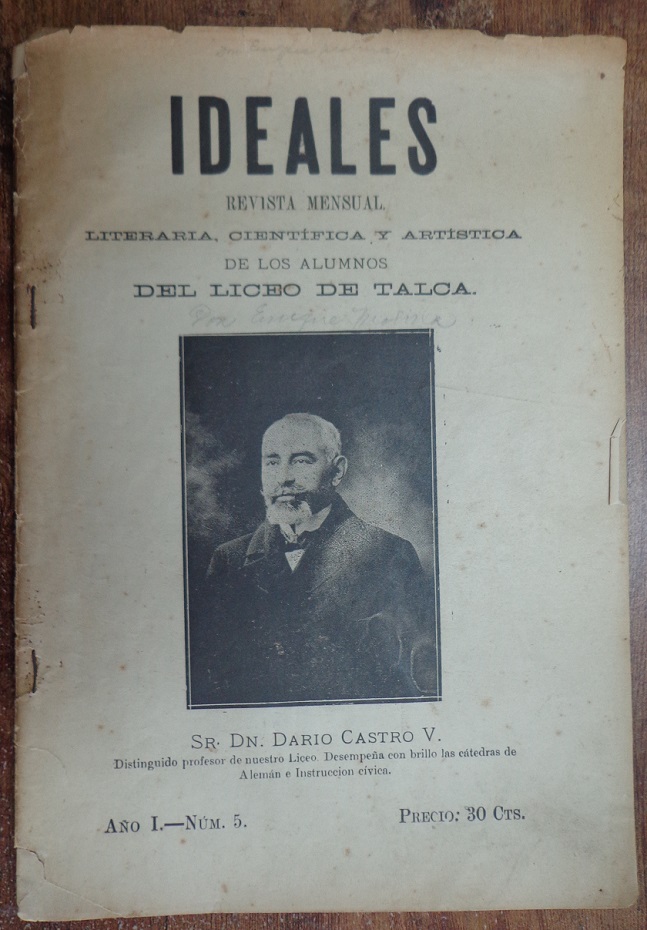 IDEALES
REVISTA MENSUAL
LITERARIA, CIENTÍFICA Y ARTÍSTICA
DE LOS ALUMNOS
DEL LICEO DE TALCA.
SR. DN. DARIO CASTRO V.
Distinguido profesor de nuestro Liceo Desempeña con brillo las cátedras de
Alemán e Instruccion cívica.
AÑO I.—NÚM. 5.
PRECIO: 30 CTS.